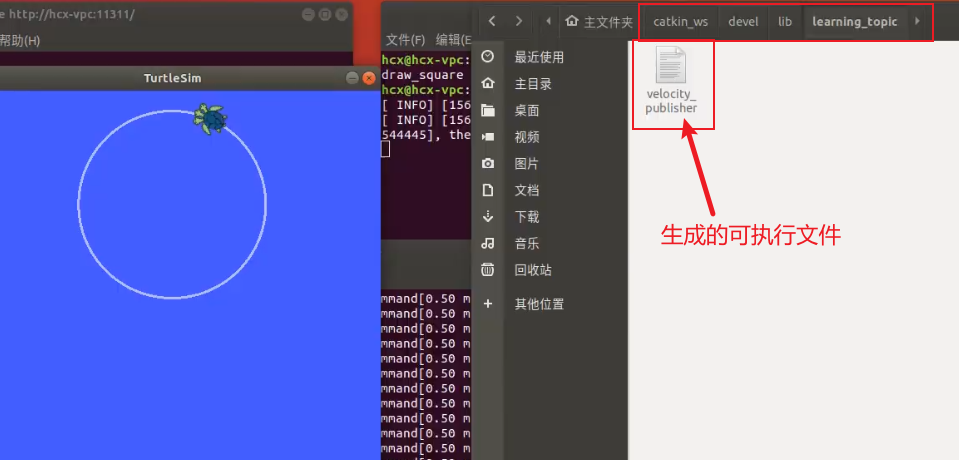 e http://hcx-vpc:11311/
帮助(H)
TurtleSim
文件(F) 编辑(E
hcx@hcx-vpc:
draw_square
hcx@hcx-vpc:
[ INFO] [156
[ INFO] [156
544445], the
mmand[0.50 m
mmand[0.50 m
mmand[0.50 m
mmand[0.50 m
mmand[0.50 m
mmand[0.50 m
mmand[0.50 m
mmand[0.50 m
mmand[0.50 m
mmand[0.50 m
mmand[0.50 m
主文件夹 catkin_ws devel lib learning_topic
最近使用
主目录
桌面
视频
图片
文档
下载
音乐
回收站
其他位置
velocity_
publisher
生成的可执行文件